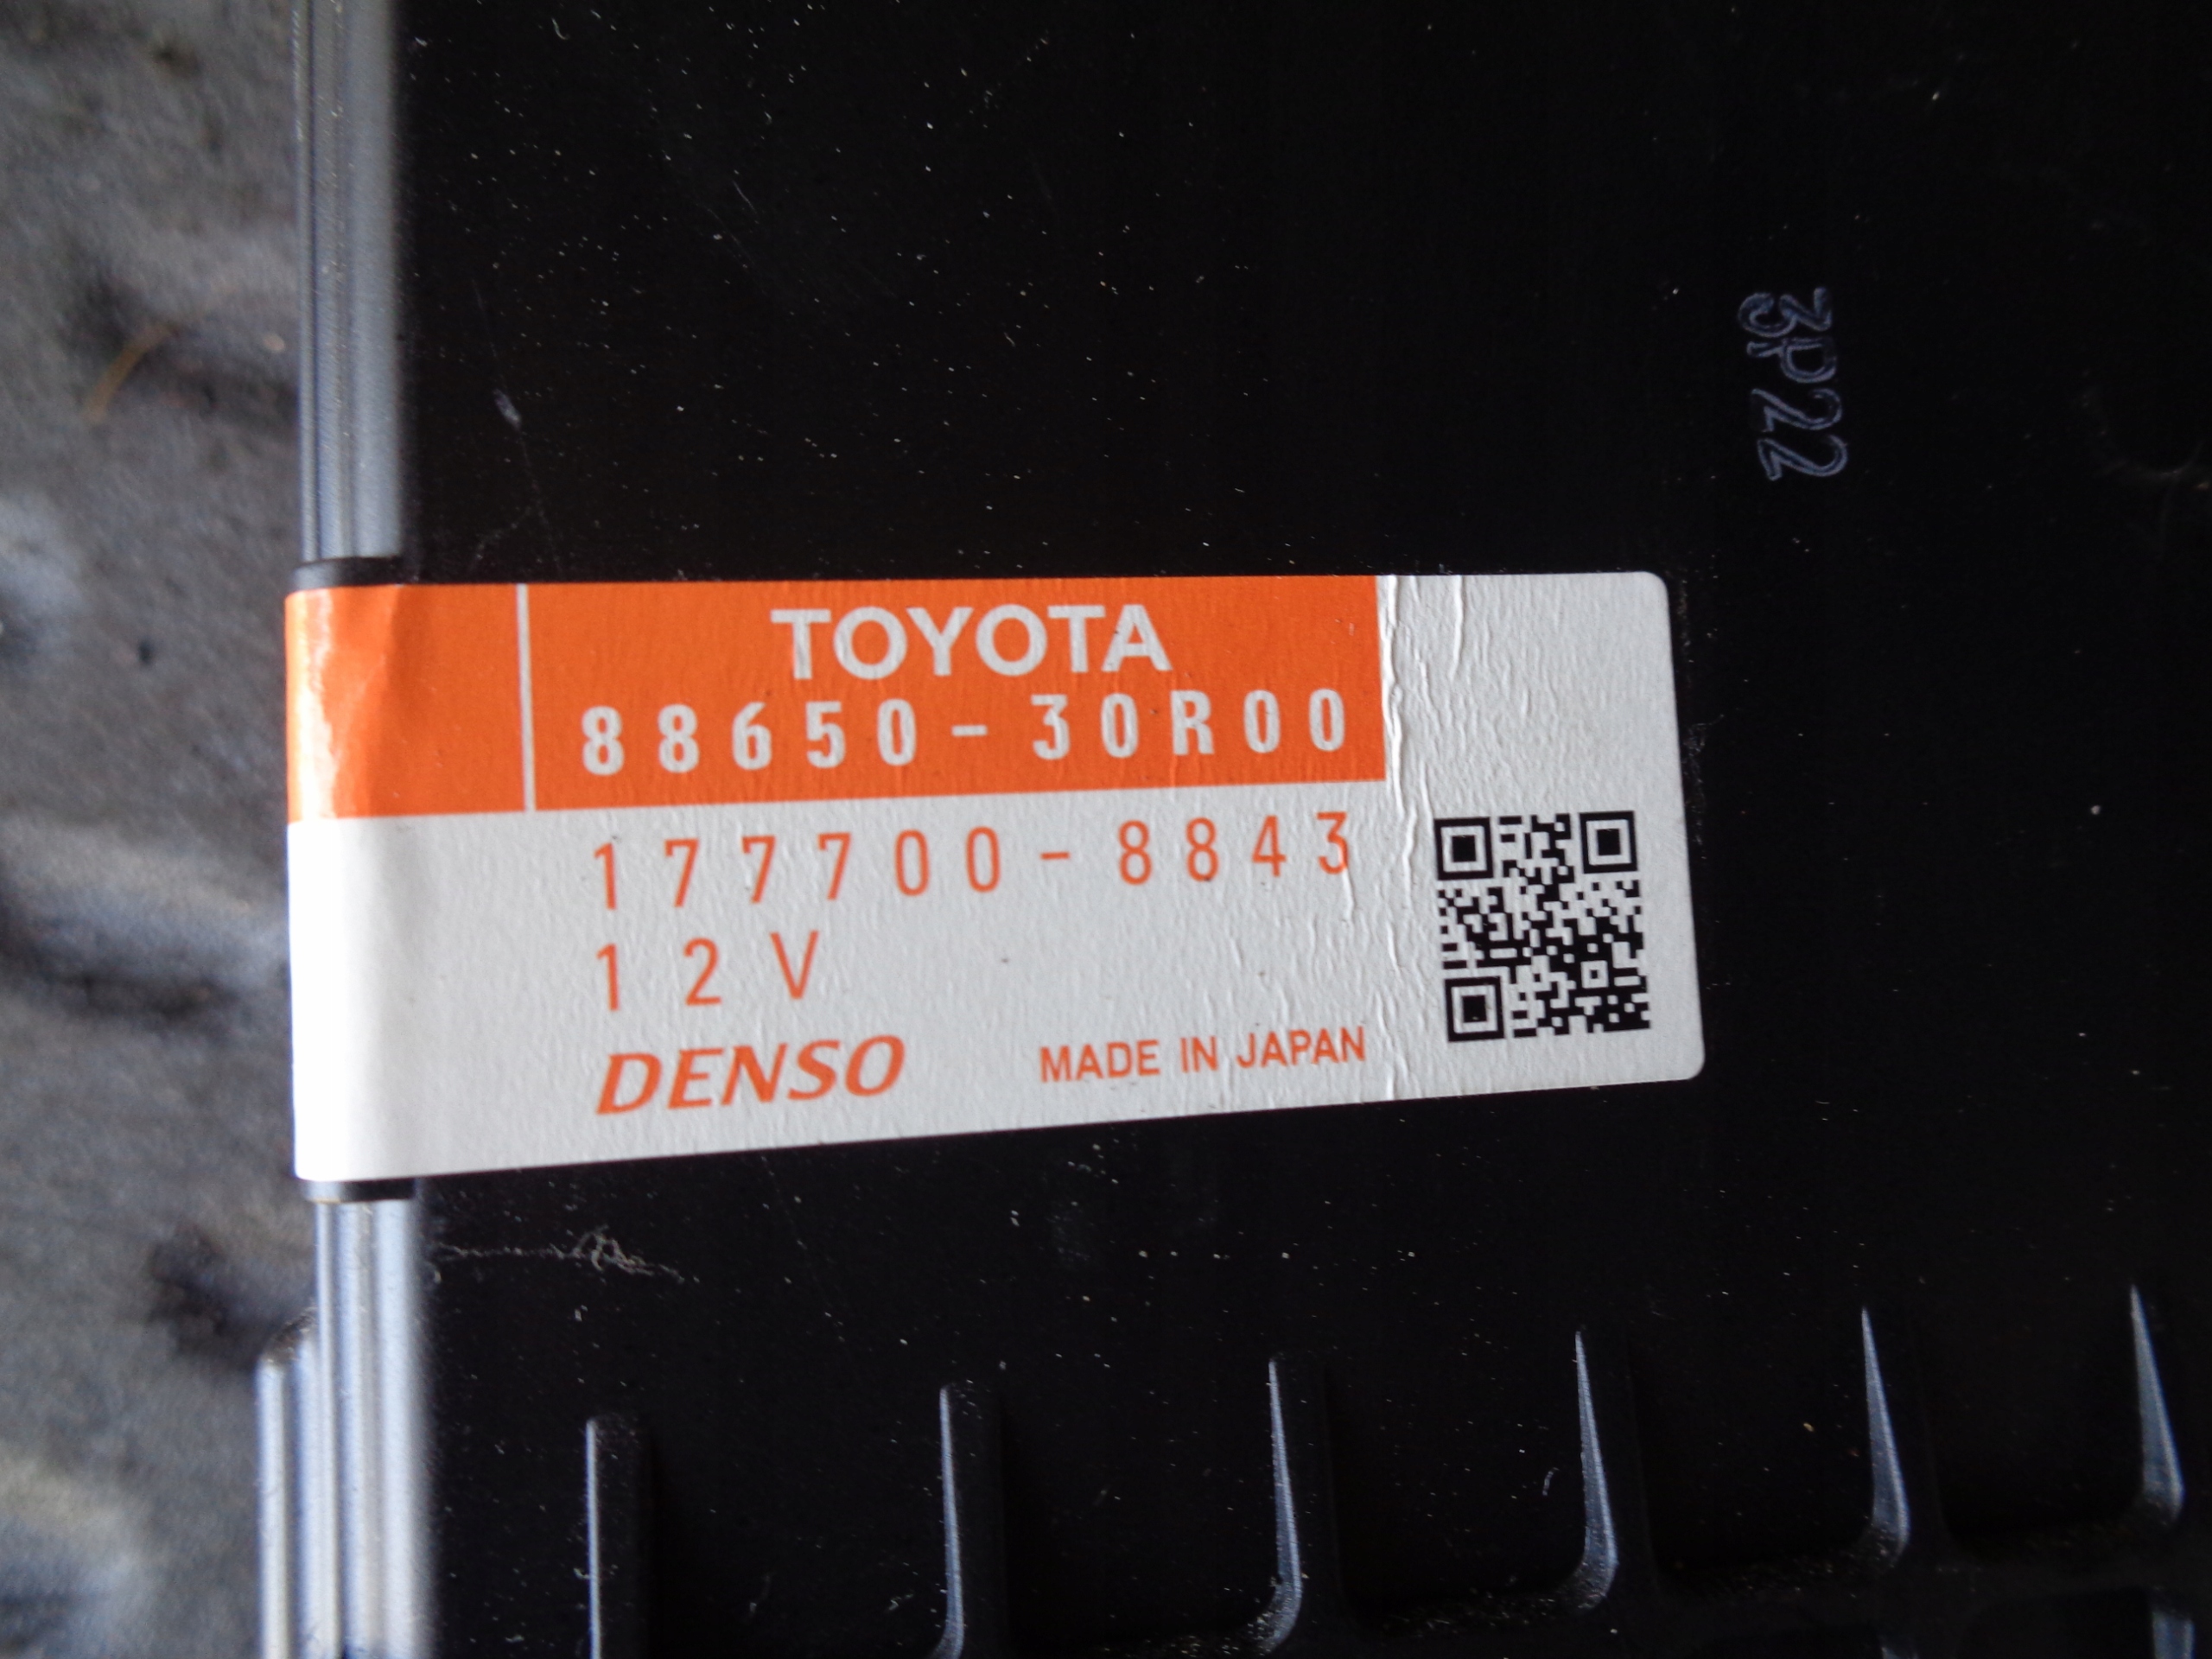 3P22
TOYOTA
88650-30R00
177700-8843
12V
DENSO
MADE IN JAPAN